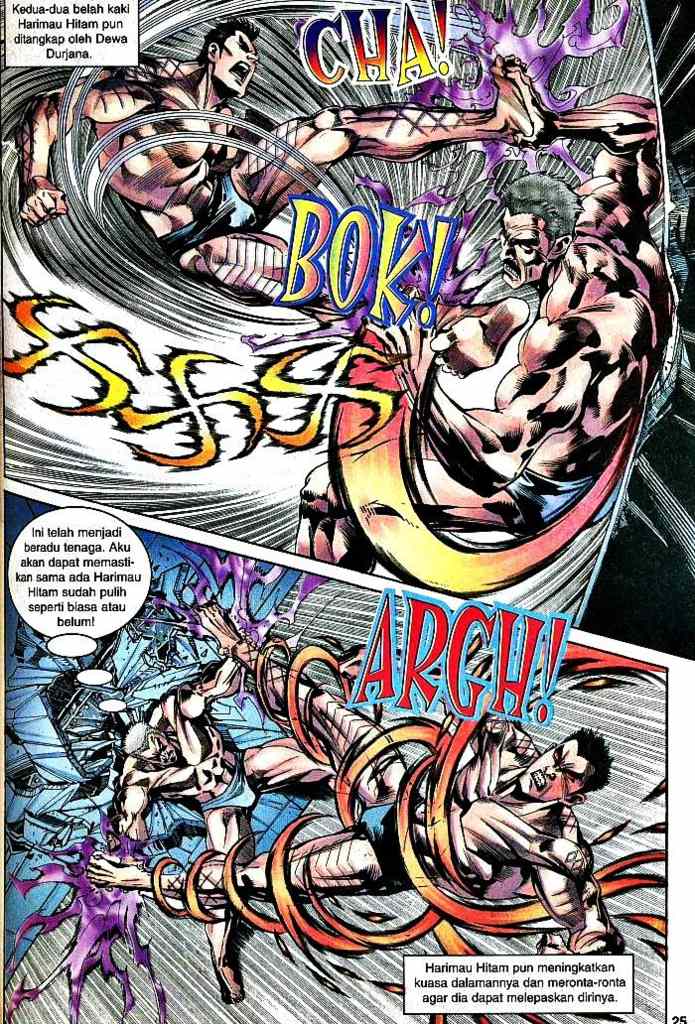 Kedua-dua belah kaki
Harimau Hitam pun
ditangkap oleh Dewa
Durjana.
CHA!
BOK!
Ini telah menjadi
beradu tenaga. Aku
akan dapat memasti-
kan sama ada Harimau
Hitam sudah pulih
seperti biasa atau
belum!
ARGH!
Harimau Hitam pun meningkatkan
kuasa dalamannya dan meronta-ronta
agar dia dapat melepaskan dirinya.
25